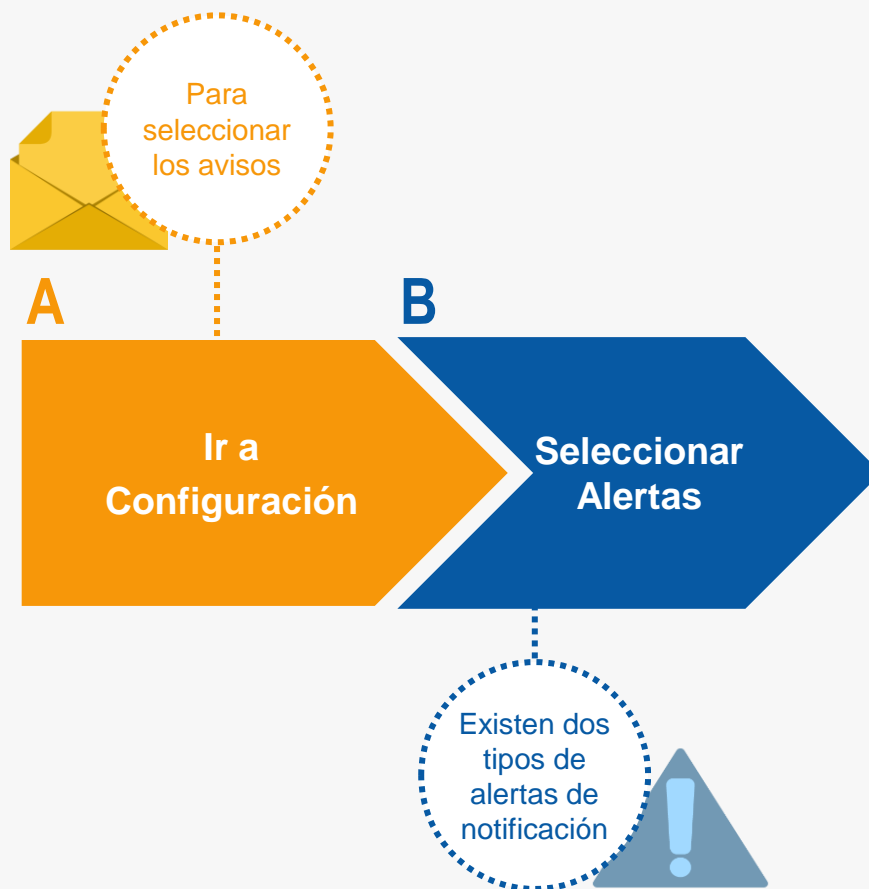 Para
seleccionar
los avisos
A
Ir a
Configuración
B
Seleccionar
Alertas
Existen dos
tipos de
alertas de
notificación